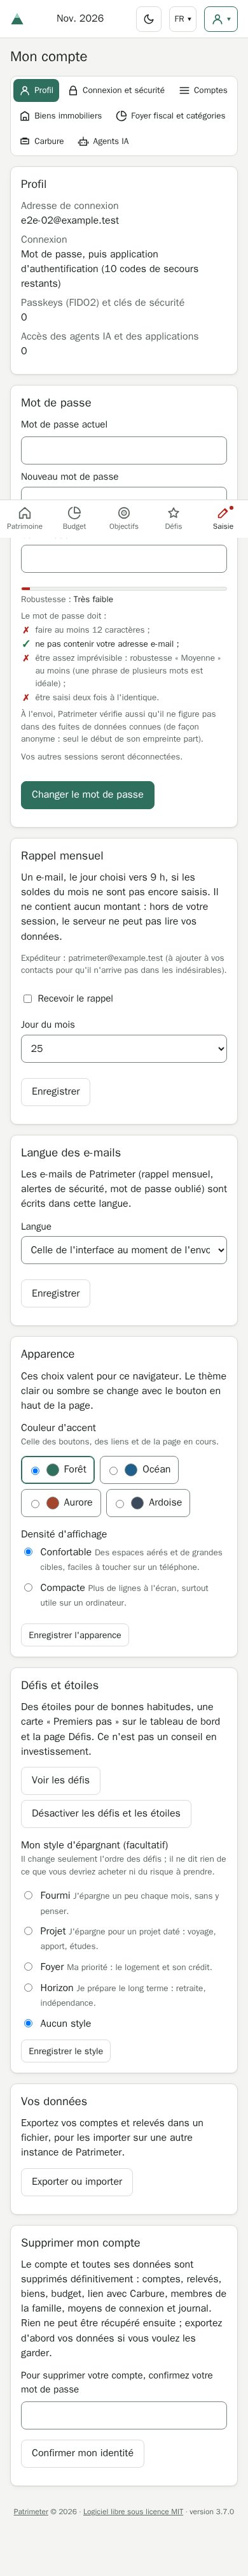 Nov. 2026
FR ▾
Mon compte
Profil
Connexion et sécurité
Comptes
Biens immobiliers
Foyer fiscal et catégories
Carbure
Agents IA
Profil
Adresse de connexion
e2e-02@example.test
Connexion
Mot de passe, puis application
d'authentification (10 codes de secours
restants)
Passkeys (FIDO2) et clés de sécurité
0
Accès des agents IA et des applications
0
Mot de passe
Mot de passe actuel
Nouveau mot de passe
Patrimoine
Budget
Objectifs
Défis
Saisie
Robustesse : Très faible
Le mot de passe doit :
✗ faire au moins 12 caractères ;
✓ ne pas contenir votre adresse e-mail ;
✗ être assez imprévisible : robustesse « Moyenne »
au moins (une phrase de plusieurs mots est
idéale) ;
✗ être saisi deux fois à l'identique.
À l'envoi, Patrimeter vérifie aussi qu'il ne figure pas
dans des fuites de données connues (de façon
anonyme : seul le début de son empreinte part).
Vos autres sessions seront déconnectées.
Changer le mot de passe
Rappel mensuel
Un e-mail, le jour choisi vers 9 h, si les
soldes du mois ne sont pas encore saisis. Il
ne contient aucun montant : hors de votre
session, le serveur ne peut pas lire vos
données.
Expéditeur : patrimeter@example.test (à ajouter à vos
contacts pour qu'il n'arrive pas dans les indésirables).
Recevoir le rappel
Jour du mois
25
Enregistrer
Langue des e-mails
Les e-mails de Patrimeter (rappel mensuel,
alertes de sécurité, mot de passe oublié) sont
écrits dans cette langue.
Langue
Celle de l'interface au moment de l'envo
Enregistrer
Apparence
Ces choix valent pour ce navigateur. Le thème
clair ou sombre se change avec le bouton en
haut de la page.
Couleur d'accent
Celle des boutons, des liens et de la page en cours.
Forêt
Océan
Aurore
Ardoise
Densité d'affichage
Confortable Des espaces aérés et de grandes
cibles, faciles à toucher sur un téléphone.
Compacte Plus de lignes à l'écran, surtout
utile sur un ordinateur.
Enregistrer l'apparence
Défis et étoiles
Des étoiles pour de bonnes habitudes, une
carte « Premiers pas » sur le tableau de bord
et la page Défis. Ce n'est pas un conseil en
investissement.
Voir les défis
Désactiver les défis et les étoiles
Mon style d'épargnant (facultatif)
Il change seulement l'ordre des défis ; il ne dit rien de
ce que vous devriez acheter ni du risque à prendre.
Fourmi J'épargne un peu chaque mois, sans y
penser.
Projet J'épargne pour un projet daté : voyage,
apport, études.
Foyer Ma priorité : le logement et son crédit.
Horizon Je prépare le long terme : retraite,
indépendance.
Aucun style
Enregistrer le style
Vos données
Exportez vos comptes et relevés dans un
fichier, pour les importer sur une autre
instance de Patrimeter.
Exporter ou importer
Supprimer mon compte
Le compte et toutes ses données sont
supprimés définitivement : comptes, relevés,
biens, budget, lien avec Carbure, membres de
la famille, moyens de connexion et journal.
Rien ne peut être récupéré ensuite ; exportez
d'abord vos données si vous voulez les
garder.
Pour supprimer votre compte, confirmez votre
mot de passe
Confirmer mon identité
Patrimeter © 2026 · Logiciel libre sous licence MIT · version 3.7.0